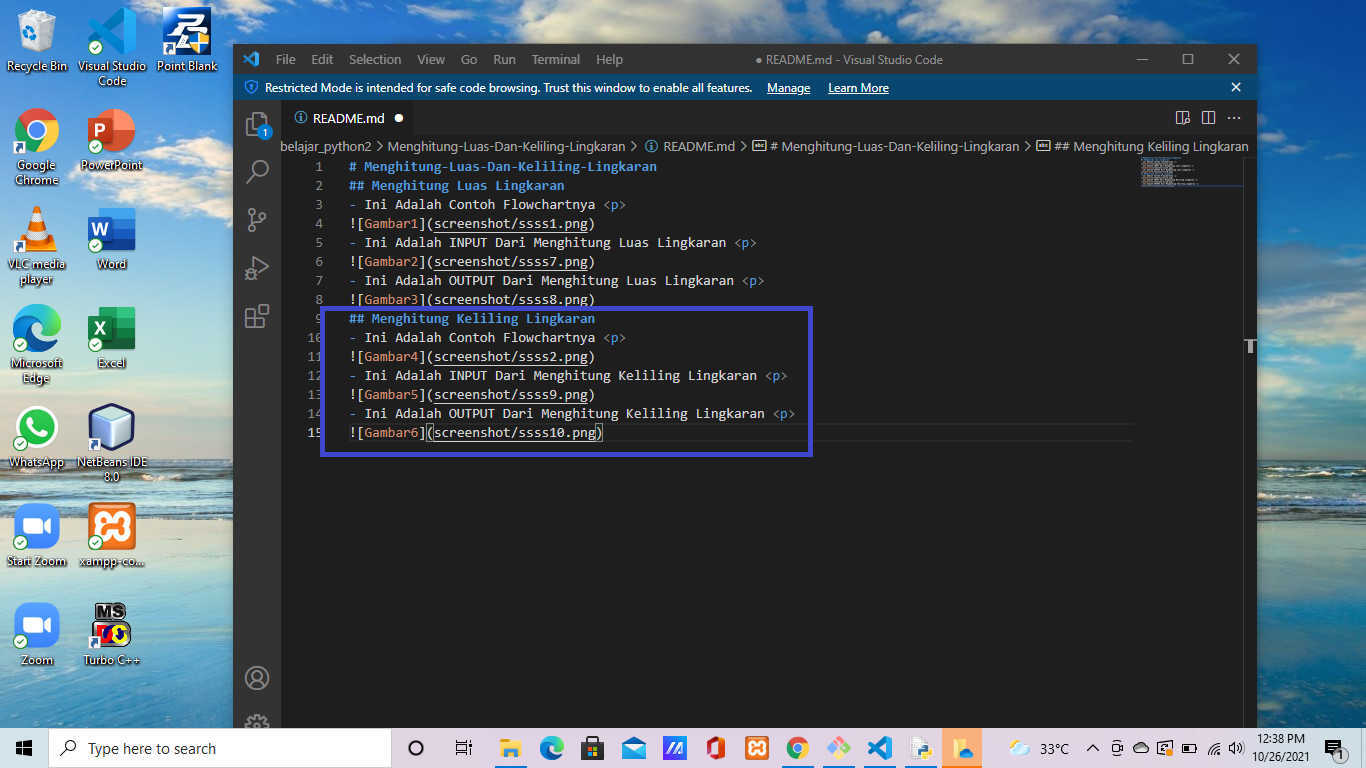 Recycle Bin
Visual Studio Code
Point Blank
Google Chrome
PowerPoint
VLC media player
Word
Microsoft Edge
Excel
WhatsApp
NetBeans IDE 8.0
Start Zoom
xampp-co...
Zoom
MS
Turbo C++
File Edit Selection View Go Run Terminal Help
● README.md - Visual Studio Code
Restricted Mode is intended for safe code browsing. Trust this window to enable all features. Manage Learn More
1
README.md ●
belajar_python2 > Menghitung-Luas-Dan-Keliling-Lingkaran > README.md > # Menghitung-Luas-Dan-Keliling-Lingkaran > ## Menghitung Keliling Lingkaran
1 # Menghitung-Luas-Dan-Keliling-Lingkaran
2 ## Menghitung Luas Lingkaran
3 - Ini Adalah Contoh Flowchartnya <p>
4 ![Gambar1](screenshot/ssss1.png)
5 - Ini Adalah INPUT Dari Menghitung Luas Lingkaran <p>
6 ![Gambar2](screenshot/ssss7.png)
7 - Ini Adalah OUTPUT Dari Menghitung Luas Lingkaran <p>
8 ![Gambar3](screenshot/ssss8.png)
9 ## Menghitung Keliling Lingkaran
10 - Ini Adalah Contoh Flowchartnya <p>
11 ![Gambar4](screenshot/ssss2.png)
12 - Ini Adalah INPUT Dari Menghitung Keliling Lingkaran <p>
13 ![Gambar5](screenshot/ssss9.png)
14 - Ini Adalah OUTPUT Dari Menghitung Keliling Lingkaran <p>
15 ![Gambar6](screenshot/ssss10.png)
Type here to search
33°C
12:38 PM
10/26/2021
1